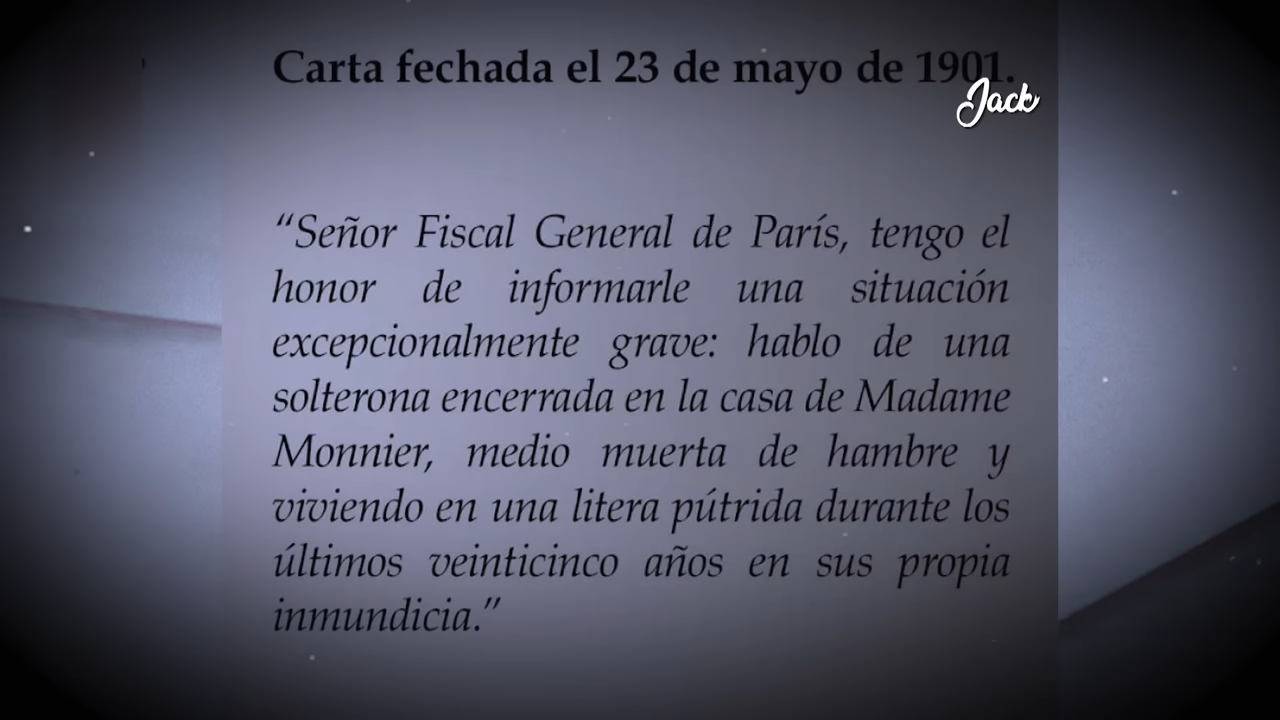 Carta fechada el 23 de mayo de 1901.
Jack
“Señor Fiscal General de París, tengo el
honor de informarle una situación
excepcionalmente grave: hablo de una
solterona encerrada en la casa de Madame
Monnier, medio muerta de hambre y
viviendo en una litera pútrida durante los
últimos veinticinco años en sus propia
inmundicia.”